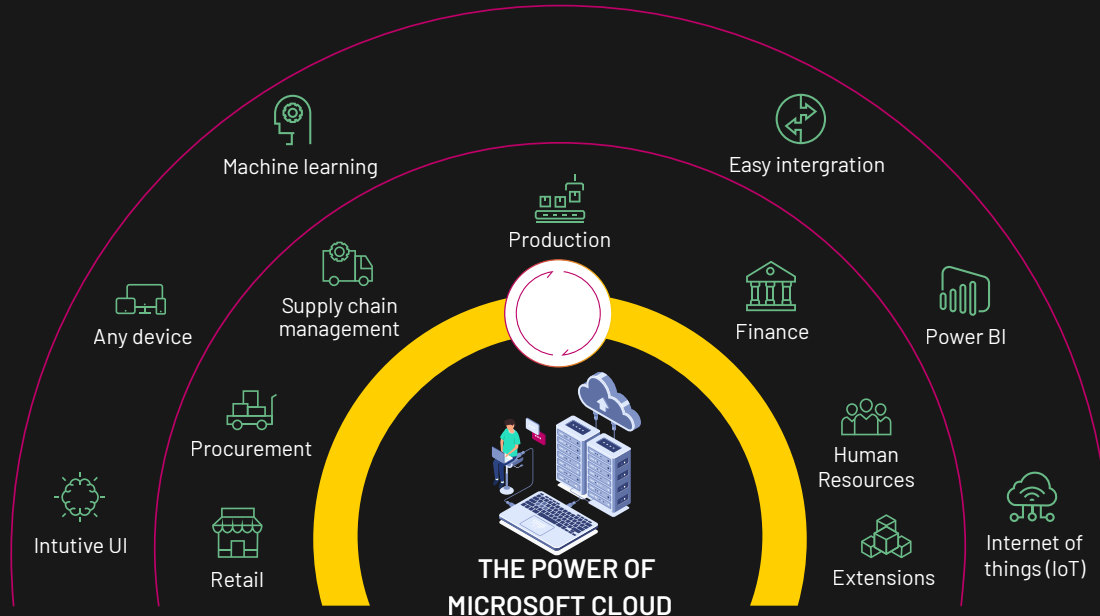 Machine learning
Easy intergration
Production
Supply chain
management
Finance
Any device
Power BI
Procurement
Human
Resources
Intutive UI
Retail
Extensions
Internet of
things (IoT)
THE POWER OF
MICROSOFT CLOUD